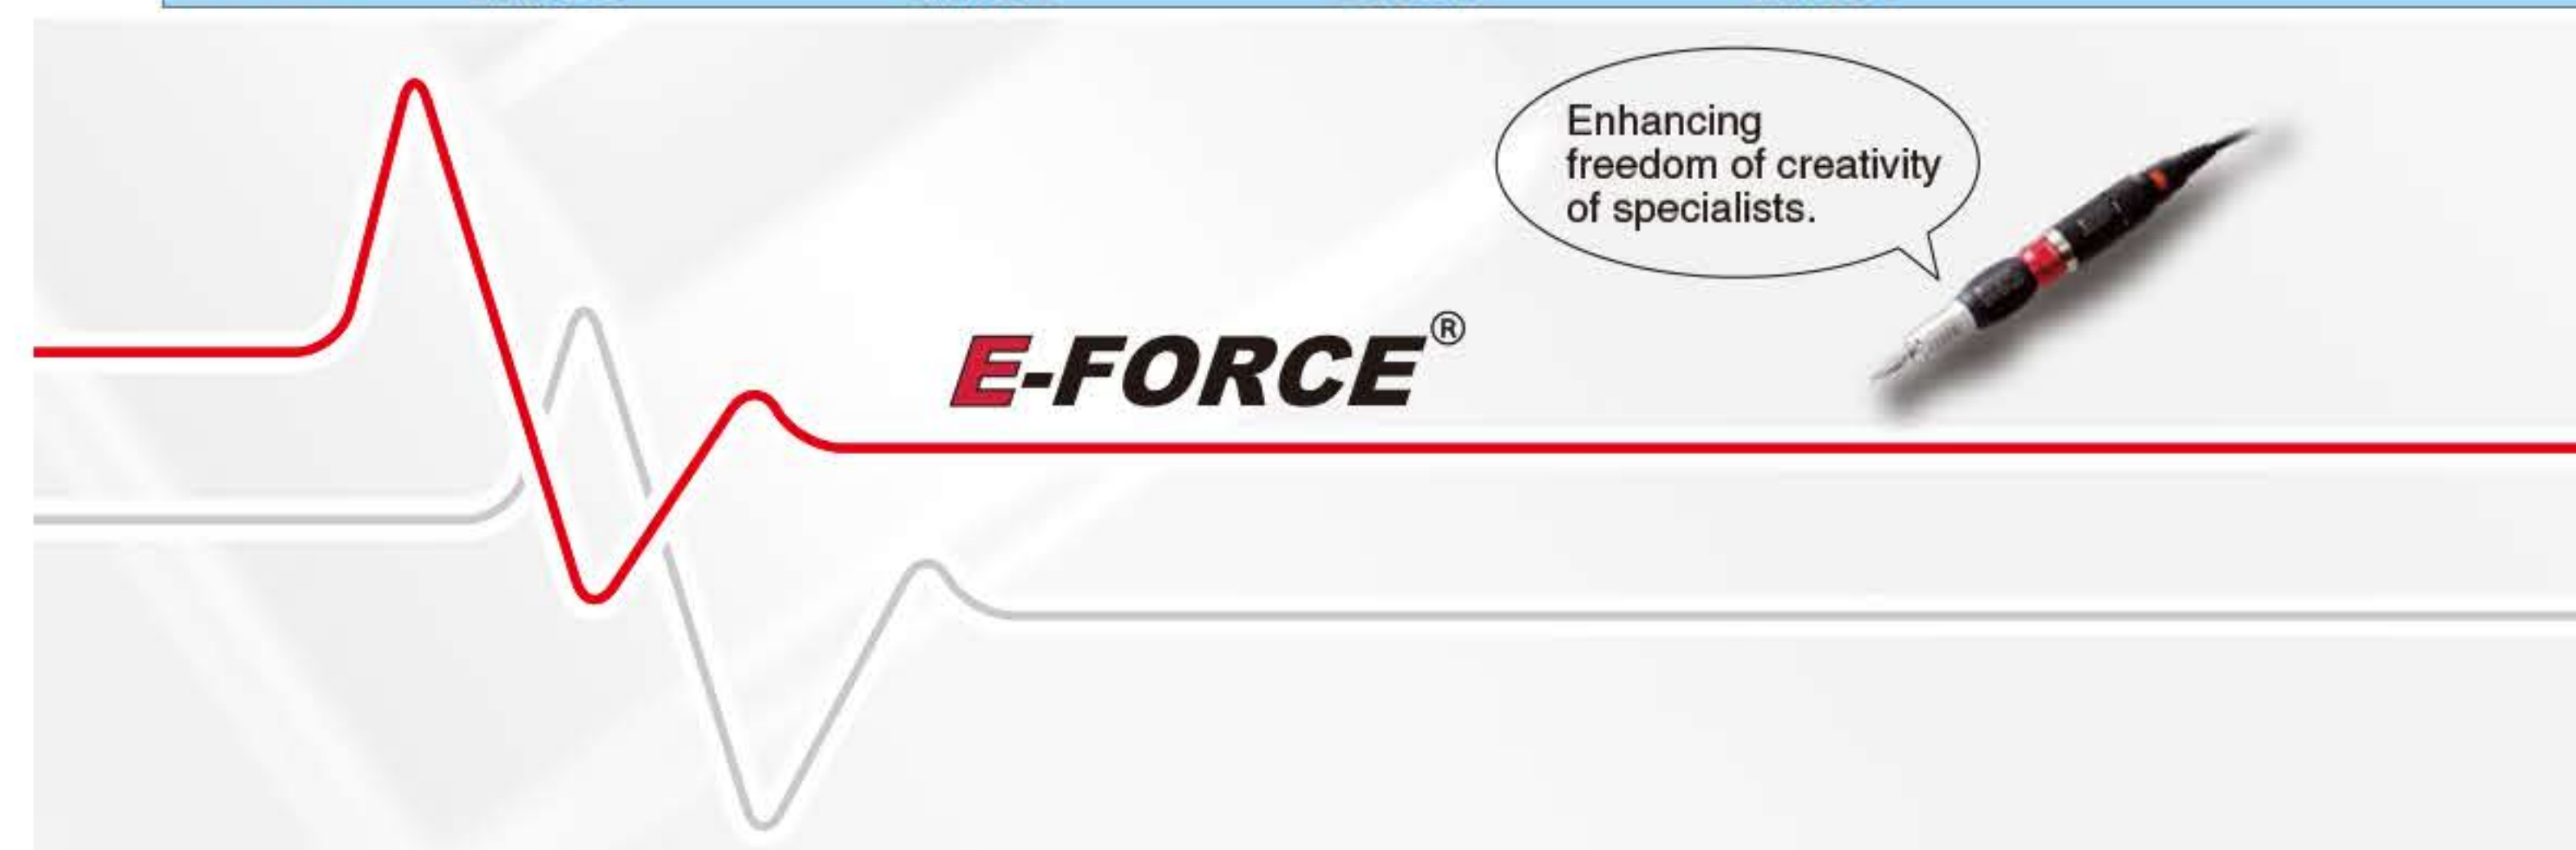 Enhancing
freedom of creativity
of specialists.
E-FORCE®